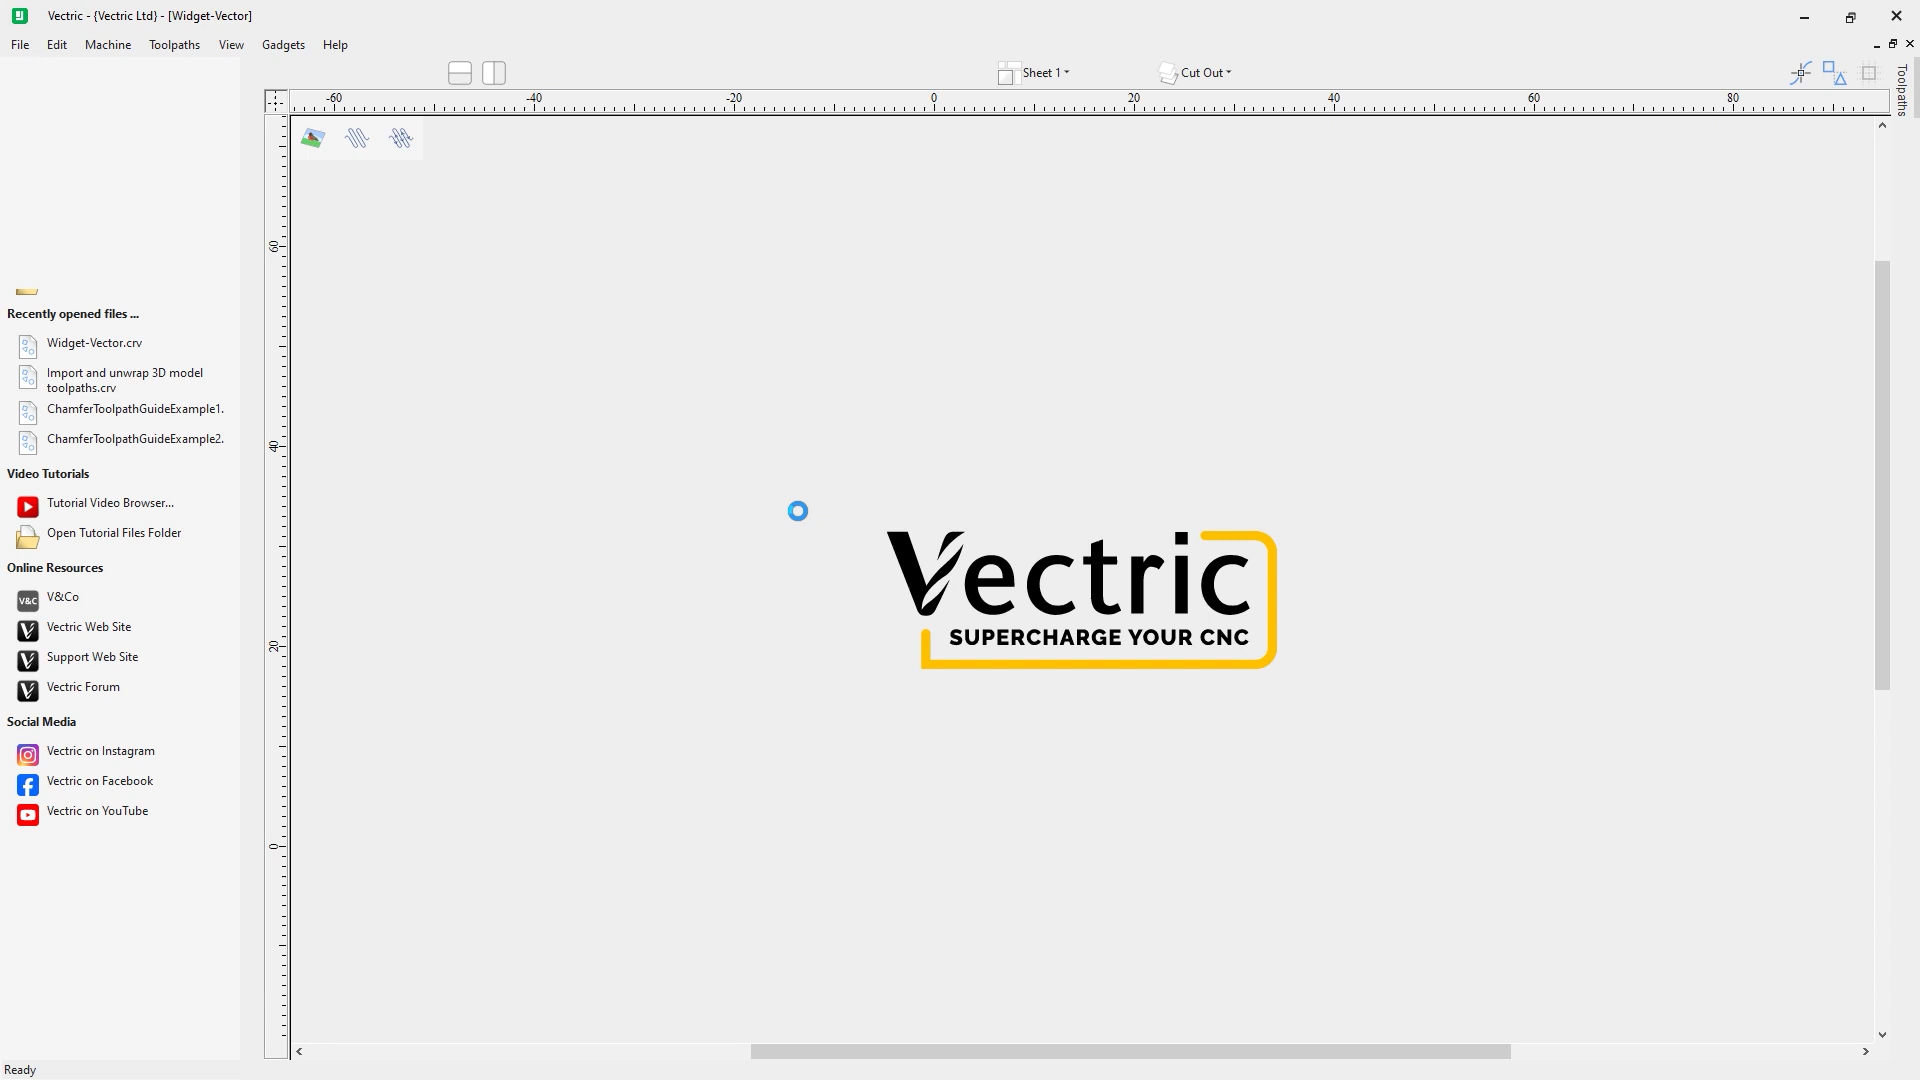 Vectric - {Vectric Ltd} - [Widget-Vector]
File Edit Machine Toolpaths View Gadgets Help
Sheet 1 Cut Out
Toolpaths
-60 -40 -20 0 20 40 60 80
60
40
20
0
Recently opened files ...
Widget-Vector.crv
Import and unwrap 3D model
toolpaths.crv
ChamferToolpathGuideExample1.
ChamferToolpathGuideExample2.
Video Tutorials
Tutorial Video Browser...
Open Tutorial Files Folder
Online Resources
V&C V&Co
Vectric Web Site
Support Web Site
Vectric Forum
Social Media
Vectric on Instagram
Vectric on Facebook
Vectric on YouTube
Vectric
SUPERCHARGE YOUR CNC
Ready